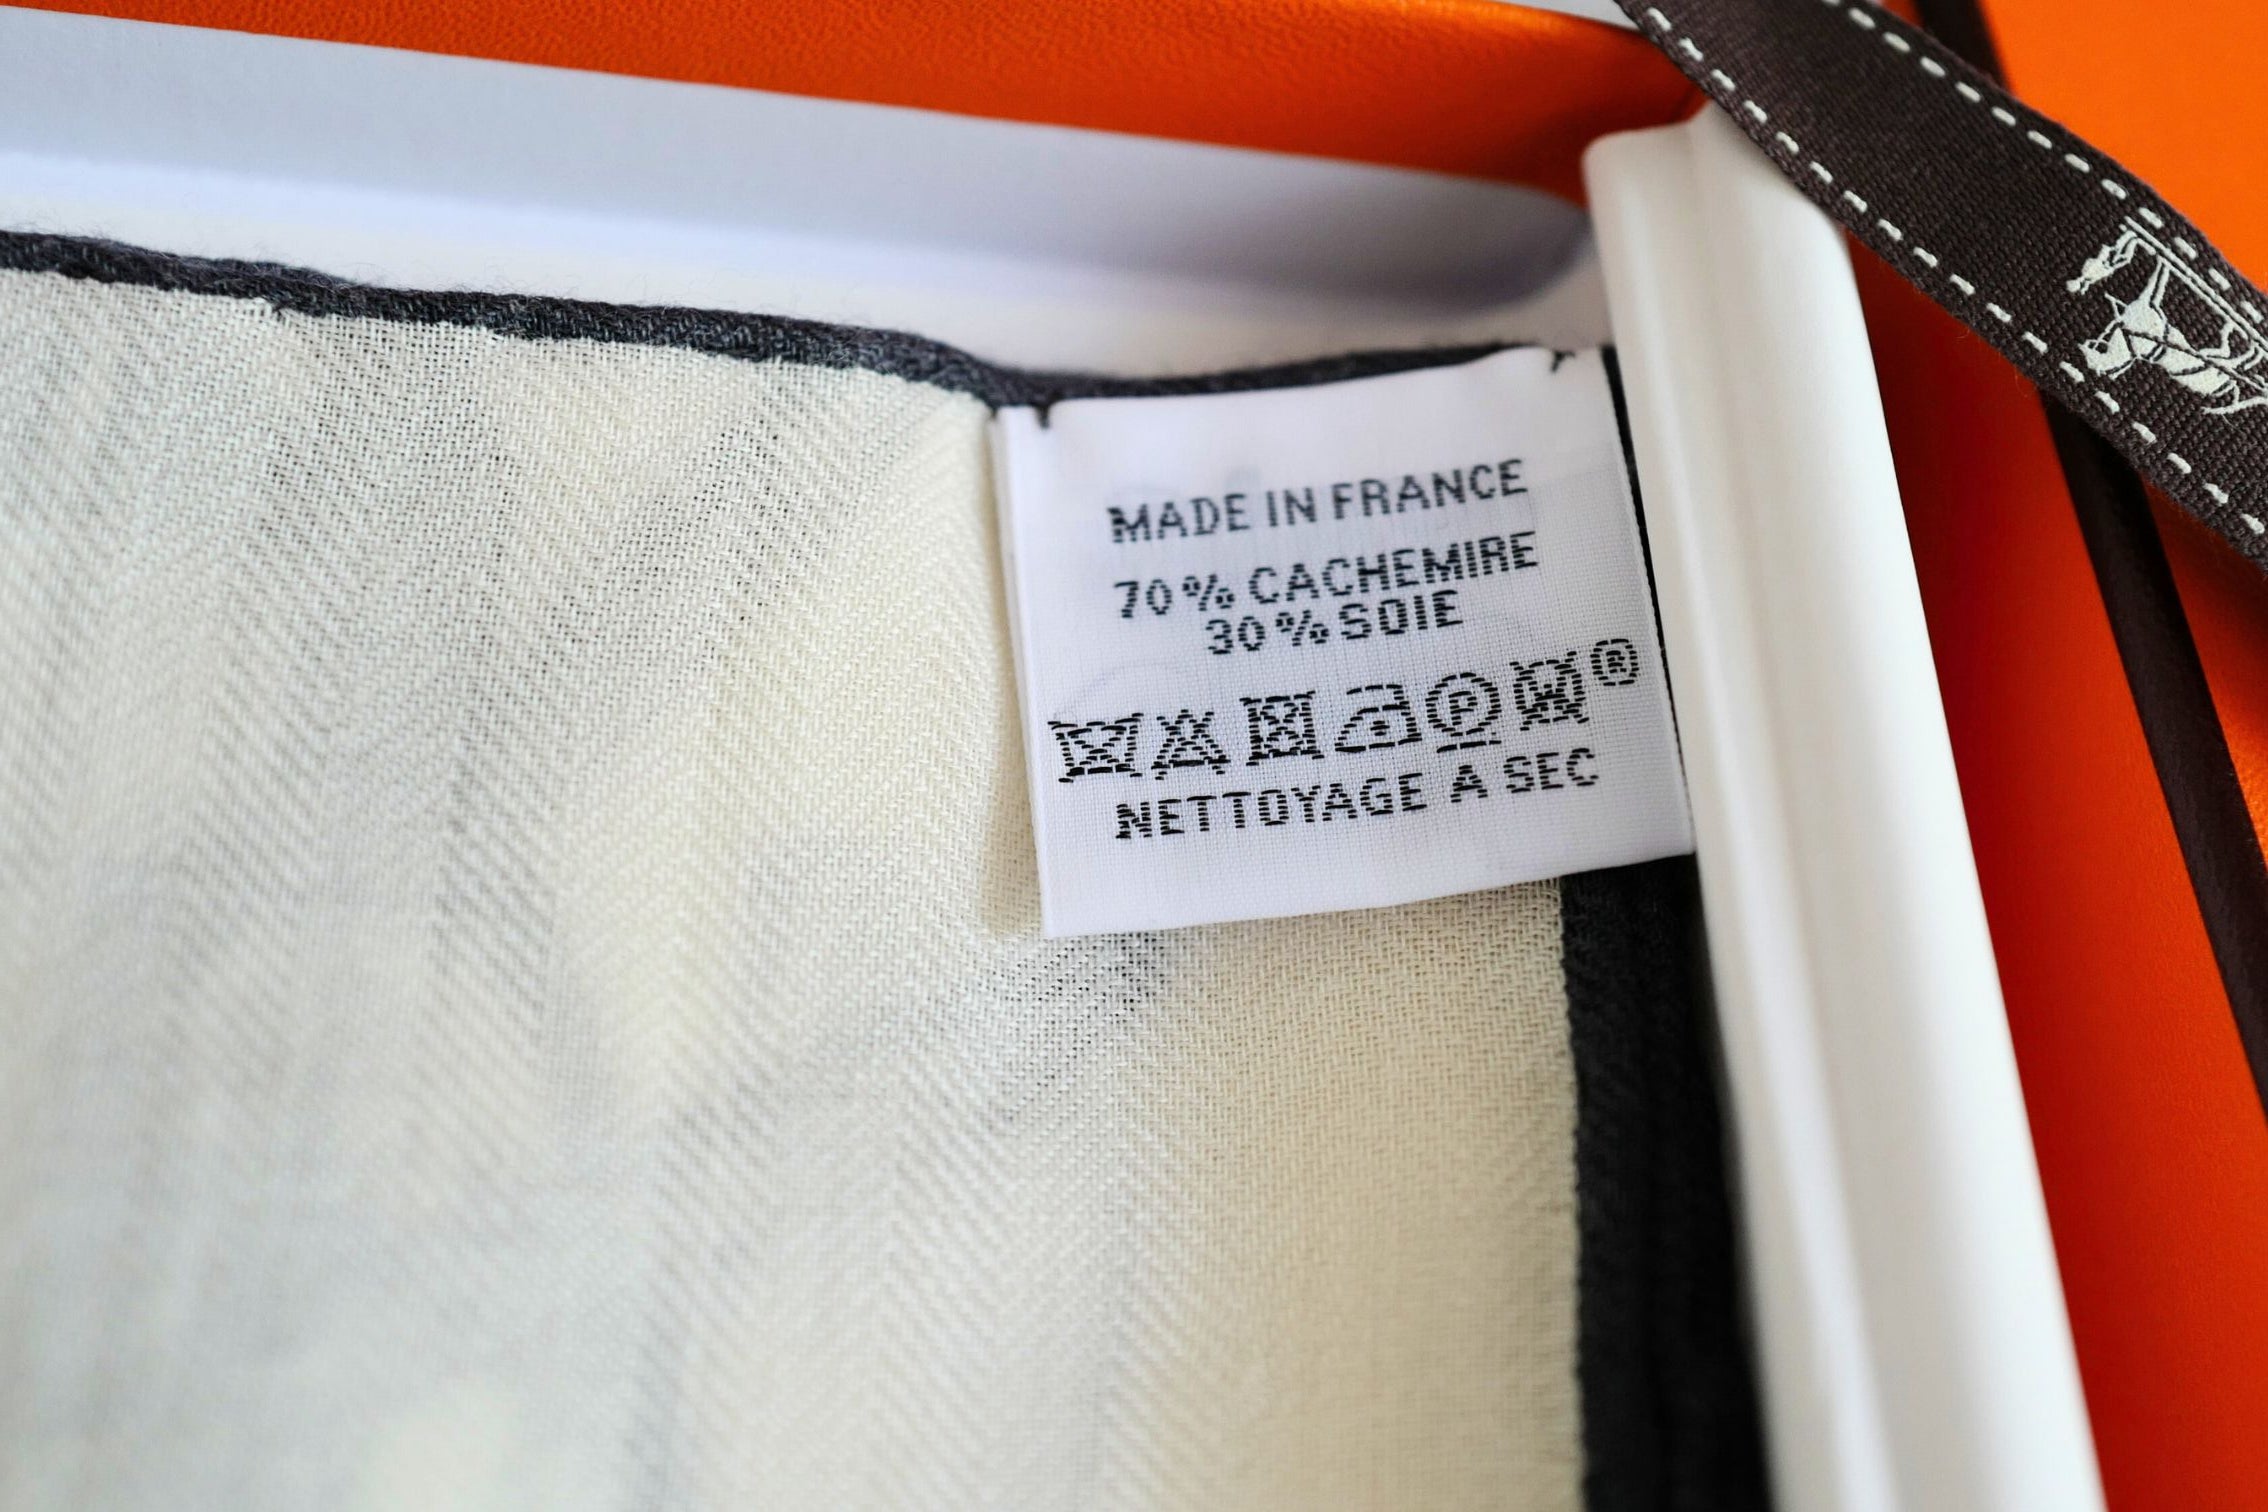 MADE IN FRANCE
70% CACHEMIRE
30% SOIE
P W ®
NETTOYAGE A SEC